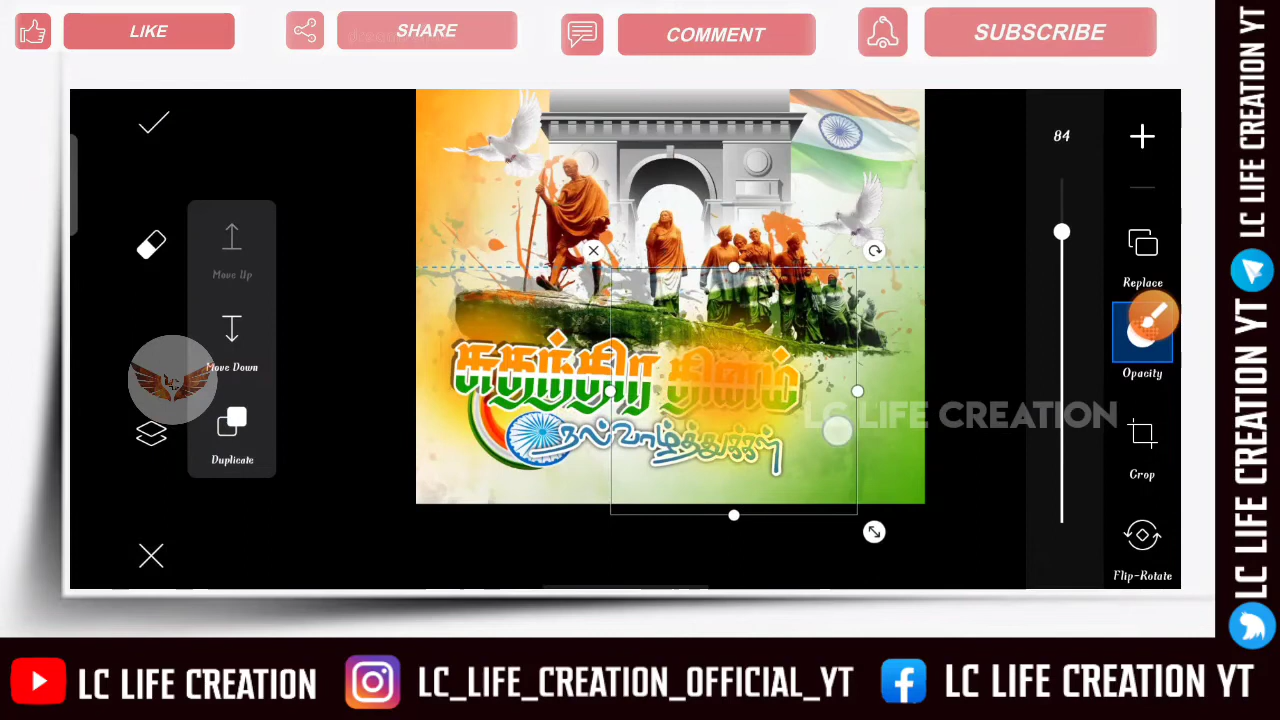 LIKE
SHARE
COMMENT
SUBSCRIBE
84
Move Up
Move Down
Duplicate
Replace
Opacity
Crop
Flip-Rotate
சுதந்திர தினம்
நல்வாழ்த்துக்கள்
LC LIFE CREATION
LC LIFE CREATION YT
LC LIFE CREATION YT
LC LIFE CREATION
LC_LIFE_CREATION_OFFICIAL_YT
LC LIFE CREATION YT